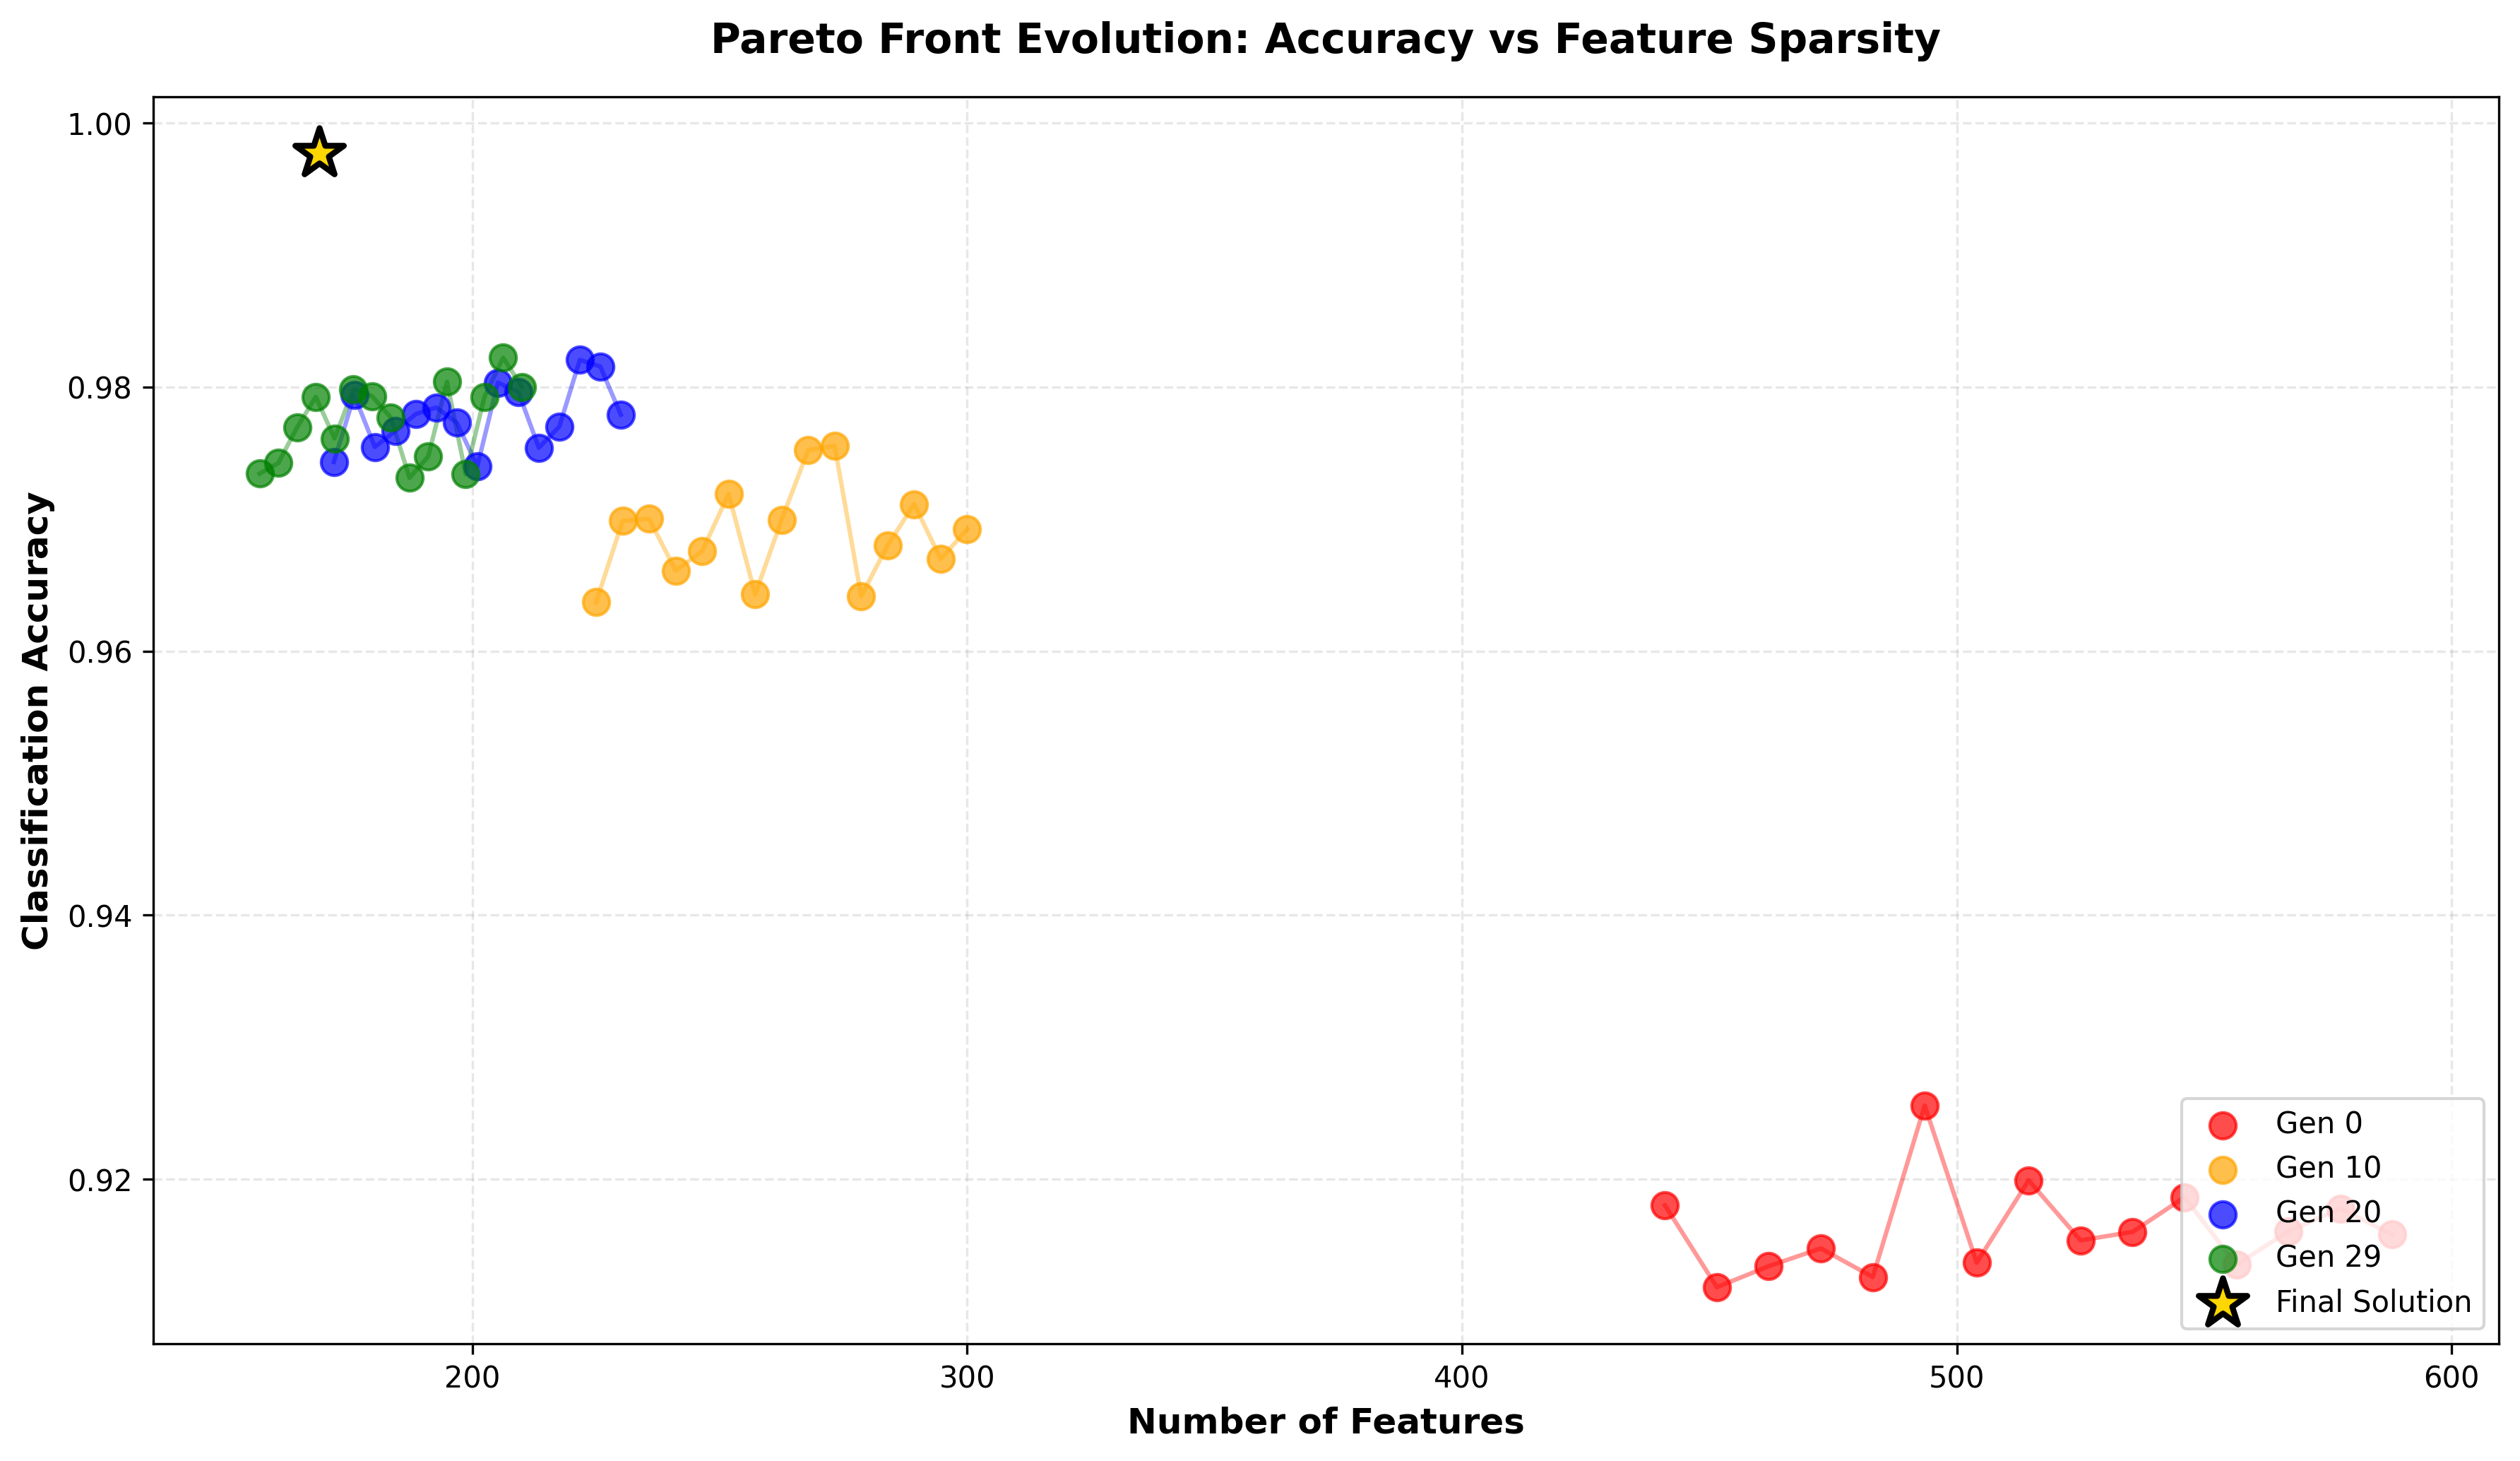 Pareto Front Evolution: Accuracy vs Feature Sparsity
Classification Accuracy
1.00
0.98
0.96
0.94
0.92
200
300
400
500
600
Number of Features
Gen 0
Gen 10
Gen 20
Gen 29
Final Solution